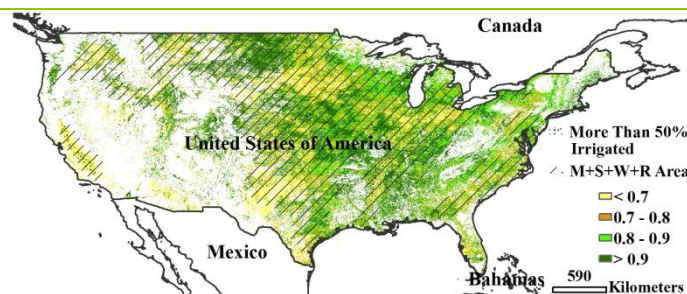 Canada
United States of America
More Than 50%
Irrigated
M+S+W+R Area
< 0.7
0.7 - 0.8
0.8 - 0.9
> 0.9
Mexico
Bahamas
590
Kilometers